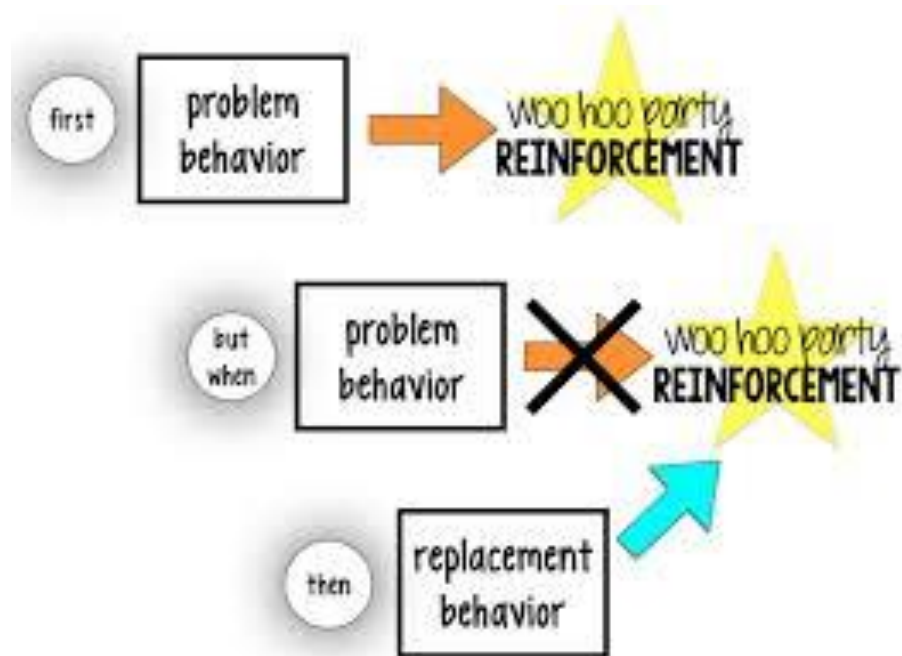 first
problem
behavior
woo hoo party
REINFORCEMENT
but
when
problem
behavior
woo hoo party
REINFORCEMENT
then
replacement
behavior